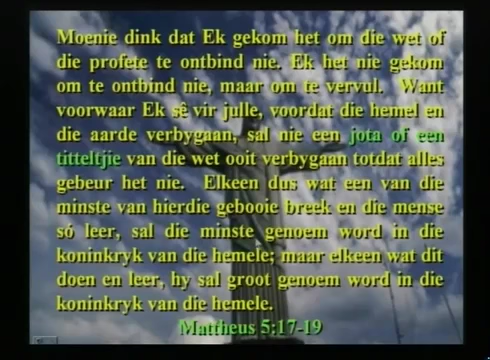 Moenie dink dat Ek gekom het om die wet of
die profete te ontbind nie. Ek het nie gekom
om te ontbind nie, maar om te vervul. Want
voorwaar Ek sê vir julle, voordat die hemel en
die aarde verbygaan, sal nie een jota of een
titteltjie van die wet ooit verbygaan totdat alles
gebeur het nie. Elkeen dus wat een van die
minste van hierdie gebooie breek en die mense
só leer, sal die minste genoem word in die
koninkryk van die hemele; maar elkeen wat dit
doen en leer, hy sal groot genoem word in die
koninkryk van die hemele.
Mattheus 5:17-19